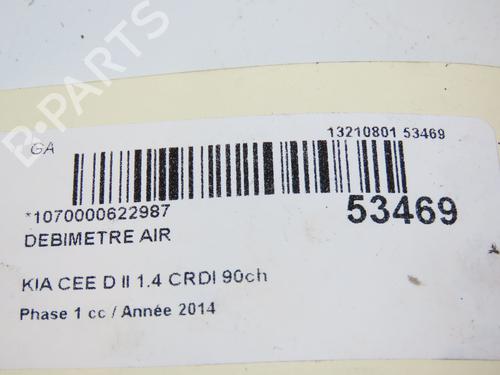 B-PARTS
GA
13210801 53469
*1070000622987
53469
DEBIMETRE AIR
KIA CEE D II 1.4 CRDI 90ch
Phase 1 cc / Année 2014